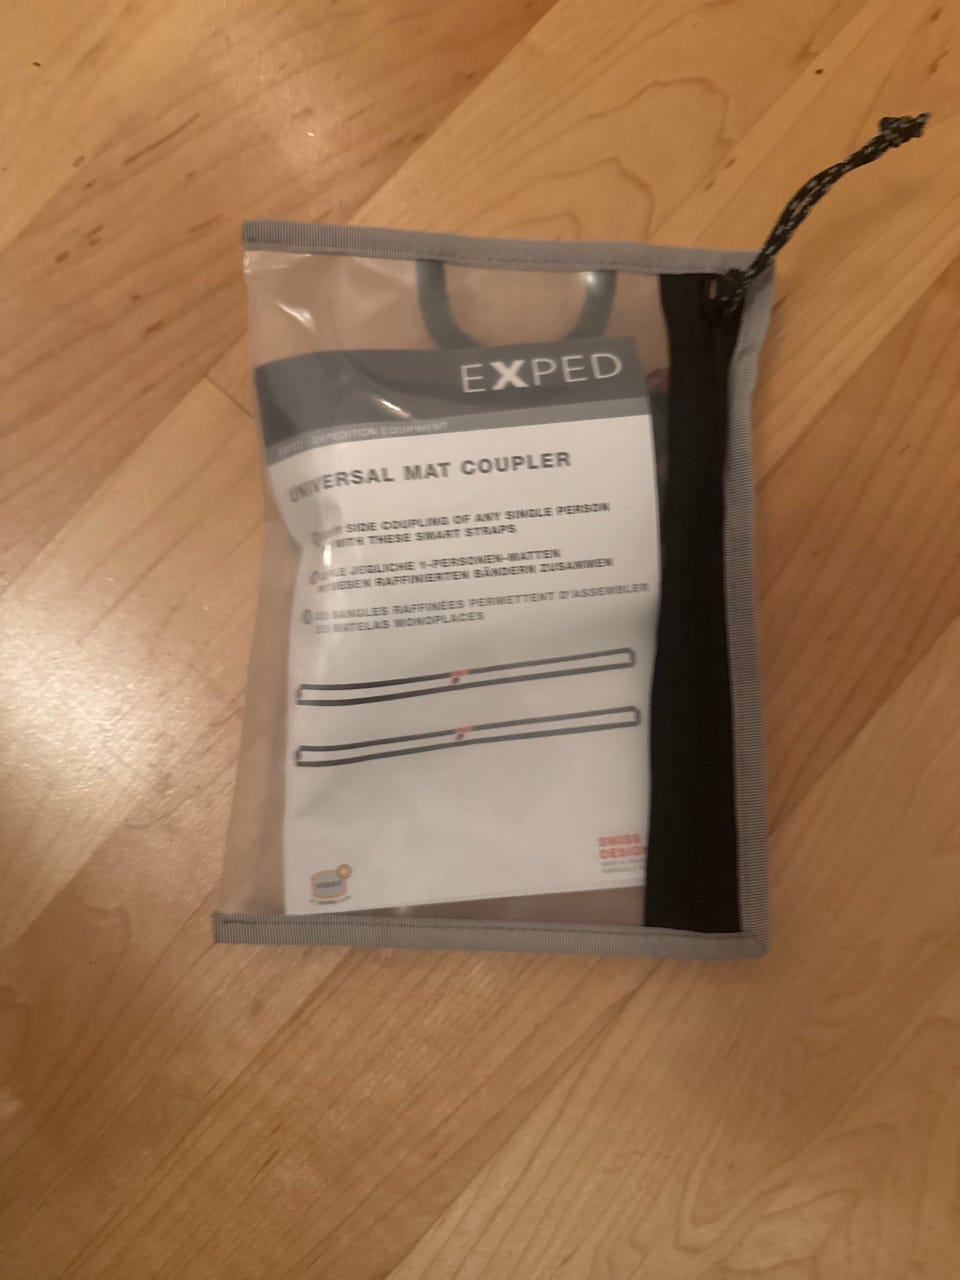 EXPED
EXPEDITION EQUIPMENT
UNIVERSAL MAT COUPLER
SIDE COUPLING OF ANY SINGLE PERSON
WITH THESE SMART STRAPS
JEGLICHE 1-PERSONEN-MATTEN
DIESEN RAFFINIERTEN BÄNDERN ZUSAMMEN
SANGLES RAFFINÉES PERMETTENT D'ASSEMBLER
MATELAS MONOPLACES
SWISS
DESIGN